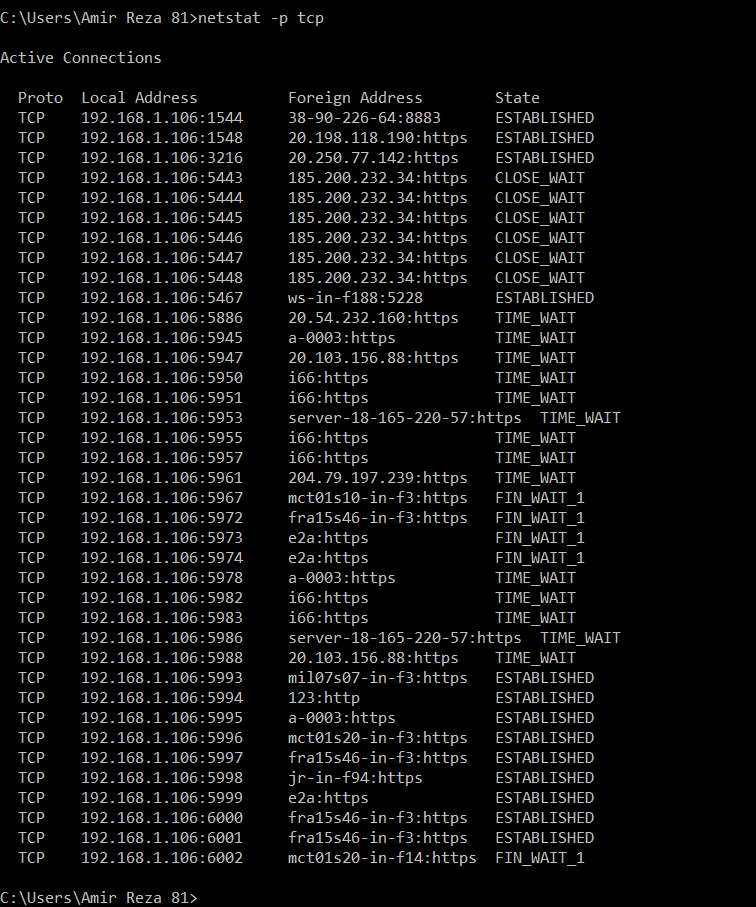 C:\Users\Amir Reza 81>netstat -p tcp
Active Connections
Proto  Local Address          Foreign Address        State
TCP    192.168.1.106:1544     38-90-226-64:8883      ESTABLISHED
TCP    192.168.1.106:1548     20.198.118.190:https   ESTABLISHED
TCP    192.168.1.106:3216     20.250.77.142:https    ESTABLISHED
TCP    192.168.1.106:5443     185.200.232.34:https   CLOSE_WAIT
TCP    192.168.1.106:5444     185.200.232.34:https   CLOSE_WAIT
TCP    192.168.1.106:5445     185.200.232.34:https   CLOSE_WAIT
TCP    192.168.1.106:5446     185.200.232.34:https   CLOSE_WAIT
TCP    192.168.1.106:5447     185.200.232.34:https   CLOSE_WAIT
TCP    192.168.1.106:5448     185.200.232.34:https   CLOSE_WAIT
TCP    192.168.1.106:5467     ws-in-f188:5228        ESTABLISHED
TCP    192.168.1.106:5886     20.54.232.160:https    TIME_WAIT
TCP    192.168.1.106:5945     a-0003:https           TIME_WAIT
TCP    192.168.1.106:5947     20.103.156.88:https    TIME_WAIT
TCP    192.168.1.106:5950     i66:https              TIME_WAIT
TCP    192.168.1.106:5951     i66:https              TIME_WAIT
TCP    192.168.1.106:5953     server-18-165-220-57:https  TIME_WAIT
TCP    192.168.1.106:5955     i66:https              TIME_WAIT
TCP    192.168.1.106:5957     i66:https              TIME_WAIT
TCP    192.168.1.106:5961     204.79.197.239:https   TIME_WAIT
TCP    192.168.1.106:5967     mct01s10-in-f3:https   FIN_WAIT_1
TCP    192.168.1.106:5972     fra15s46-in-f3:https   FIN_WAIT_1
TCP    192.168.1.106:5973     e2a:https              FIN_WAIT_1
TCP    192.168.1.106:5974     e2a:https              FIN_WAIT_1
TCP    192.168.1.106:5978     a-0003:https           TIME_WAIT
TCP    192.168.1.106:5982     i66:https              TIME_WAIT
TCP    192.168.1.106:5983     i66:https              TIME_WAIT
TCP    192.168.1.106:5986     server-18-165-220-57:https  TIME_WAIT
TCP    192.168.1.106:5988     20.103.156.88:https    TIME_WAIT
TCP    192.168.1.106:5993     mil07s07-in-f3:https   ESTABLISHED
TCP    192.168.1.106:5994     123:http               ESTABLISHED
TCP    192.168.1.106:5995     a-0003:https           ESTABLISHED
TCP    192.168.1.106:5996     mct01s20-in-f3:https   ESTABLISHED
TCP    192.168.1.106:5997     fra15s46-in-f3:https   ESTABLISHED
TCP    192.168.1.106:5998     jr-in-f94:https        ESTABLISHED
TCP    192.168.1.106:5999     e2a:https              ESTABLISHED
TCP    192.168.1.106:6000     fra15s46-in-f3:https   ESTABLISHED
TCP    192.168.1.106:6001     fra15s46-in-f3:https   ESTABLISHED
TCP    192.168.1.106:6002     mct01s20-in-f14:https  FIN_WAIT_1
C:\Users\Amir Reza 81>